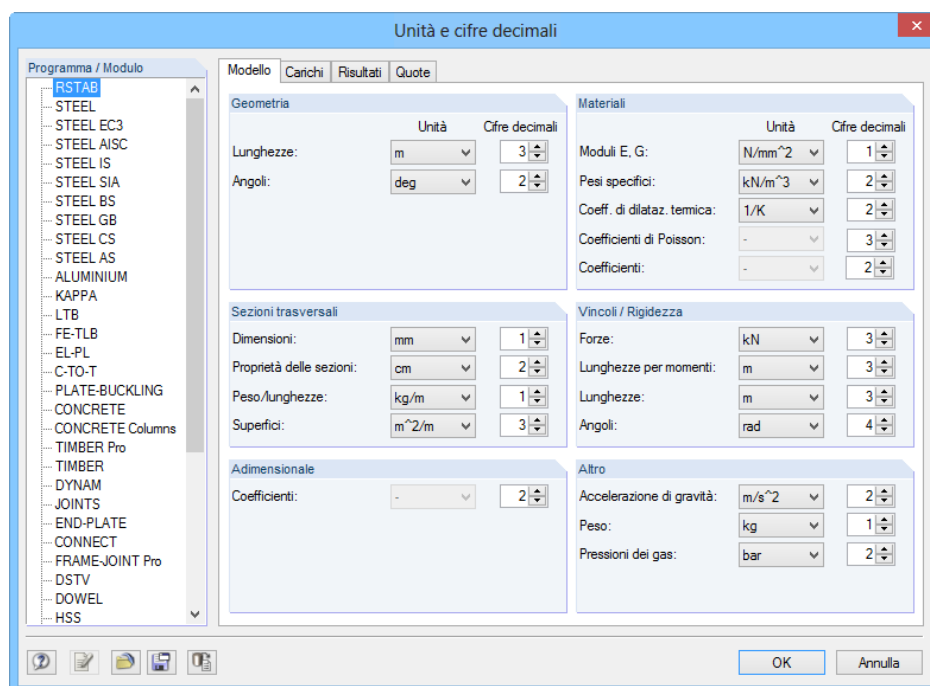 Unità e cifre decimali
Programma / Modulo
RSTAB
STEEL
STEEL EC3
STEEL AISC
STEEL IS
STEEL SIA
STEEL BS
STEEL GB
STEEL CS
STEEL AS
ALUMINIUM
KAPPA
LTB
FE-TLB
EL-PL
C-TO-T
PLATE-BUCKLING
CONCRETE
CONCRETE Columns
TIMBER Pro
TIMBER
DYNAM
JOINTS
END-PLATE
CONNECT
FRAME-JOINT Pro
DSTV
DOWEL
HSS
Modello Carichi Risultati Quote
Geometria
Unità Cifre decimali
Lunghezze: m 3
Angoli: deg 2
Materiali
Unità Cifre decimali
Moduli E, G: N/mm^2 1
Pesi specifici: kN/m^3 2
Coeff. di dilataz. termica: 1/K 2
Coefficienti di Poisson: - 3
Coefficienti: - 2
Sezioni trasversali
Dimensioni: mm 1
Proprietà delle sezioni: cm 2
Peso/lunghezze: kg/m 1
Superfici: m^2/m 3
Vincoli / Rigidezza
Forze: kN 3
Lunghezze per momenti: m 3
Lunghezze: m 3
Angoli: rad 4
Adimensionale
Coefficienti: - 2
Altro
Accelerazione di gravità: m/s^2 2
Peso: kg 1
Pressioni dei gas: bar 2
OK Annulla